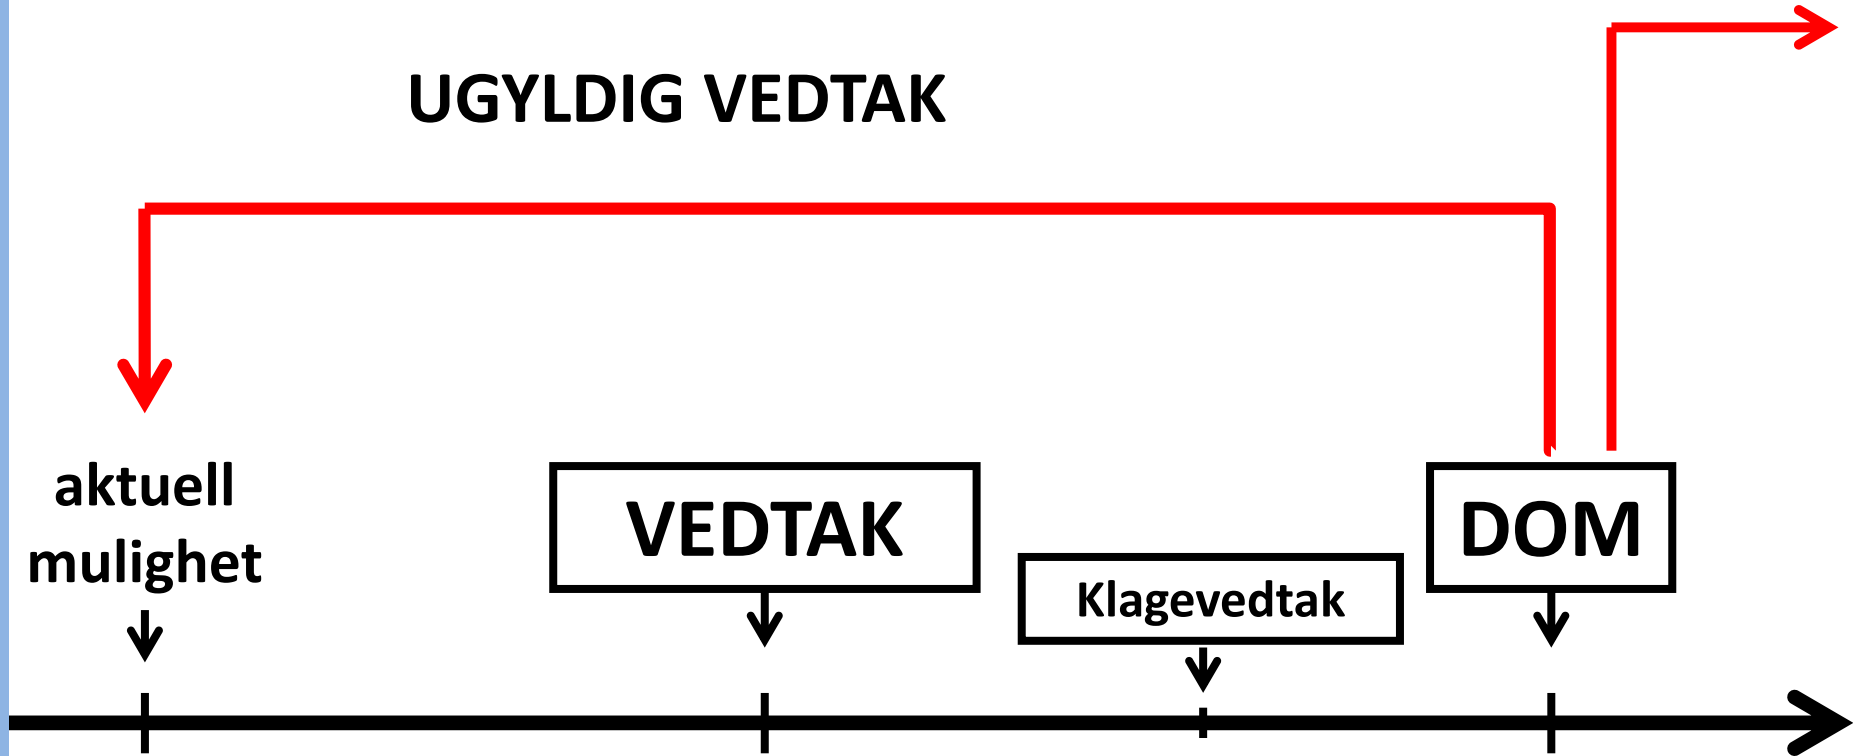 UGYLDIG VEDTAK
aktuell
mulighet
VEDTAK
Klagevedtak
DOM